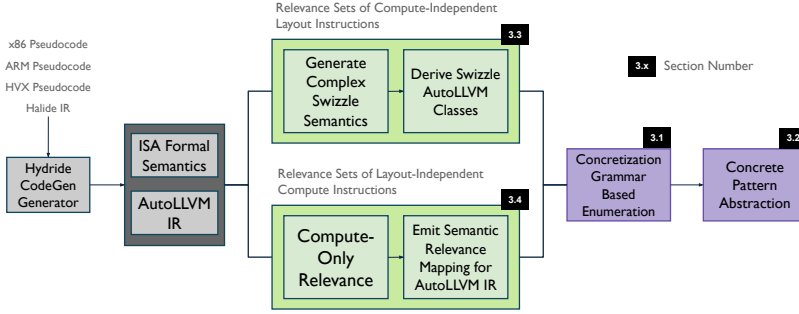 Relevance Sets of Compute-Independent
Layout Instructions
3.3
x86 Pseudocode
ARM Pseudocode
HVX Pseudocode
Halide IR
Generate
Complex
Swizzle
Semantics
Derive Swizzle
AutoLLVM
Classes
3.x
Section Number
Hydride
CodeGen
Generator
ISA Formal
Semantics
AutoLLVM
IR
3.1
Concretization
Grammar
Based
Enumeration
3.2
Concrete
Pattern
Abstraction
Relevance Sets of Layout-Independent
Compute Instructions
3.4
Compute-
Only
Relevance
Emit Semantic
Relevance
Mapping for
AutoLLVM IR